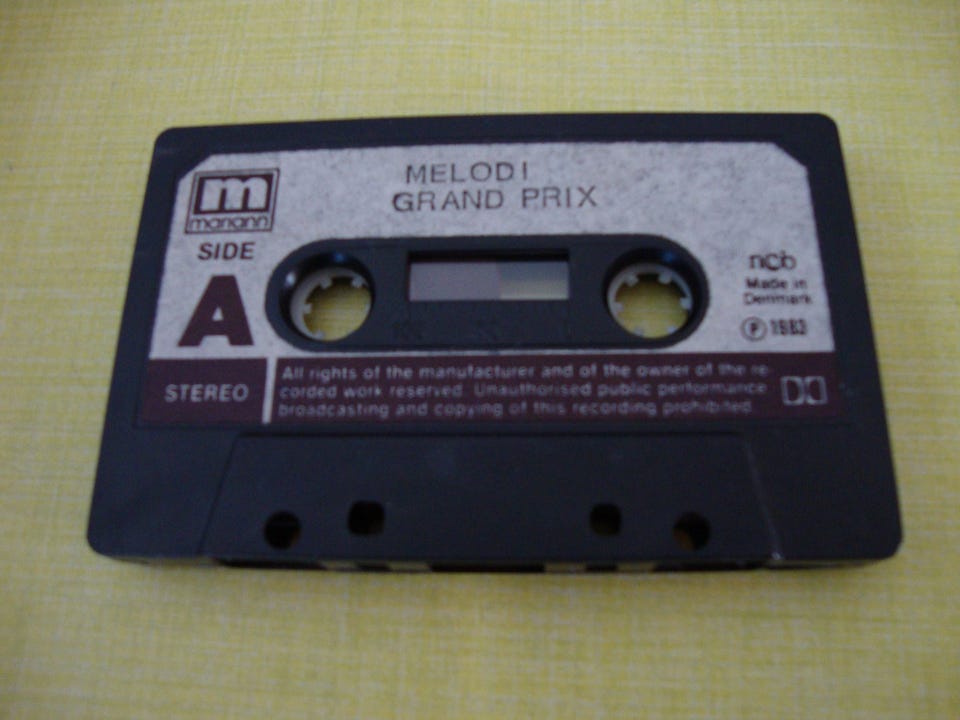 MELODI
GRAND PRIX
m
mariann
SIDE
A
ncb
Made in
Denmark
Ⓟ 1983
STEREO
All rights of the manufacturer and of the owner of the re-
corded work reserved. Unauthorised public performance
broadcasting and copying of this recording prohibited.